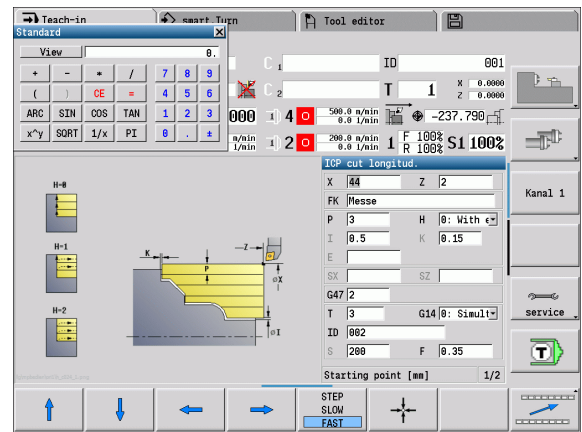 Teach-in
smart.Turn
Tool editor
Standard
X
View
0.
+ - * / 7 8 9
( ) CE = 4 5 6
ARC SIN COS TAN 1 2 3
x^y SQRT 1/x PI 0 . ±
C 1
ID 001
C 2
T 1
X 0.0000
Z 0.0000
000
4
500.0 m/min
0.0 1/min
-237.790
m/min
1/min
2
200.0 m/min
0.0 1/min
1
F 100%
R 100%
S1 100%
Kanal 1
service
T
ICP cut longitud.
X 44 Z 2
FK Messe
P 3 H 0: With e
I 0.5 K 0.15
E
SX SZ
G47 2
T 3 G14 0: Simult
ID 002
S 200 F 0.35
Starting point [mm] 1/2
H=0
H=1
H=2
K
Z
P
øX
øI
STEP
SLOW
FAST